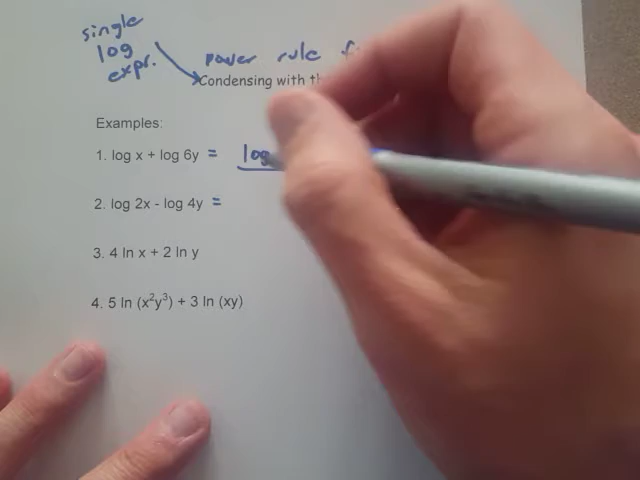 single
log
expr.
power rule
Condensing with
Examples:
1. log x + log 6y = log
2. log 2x - log 4y =
3. 4 ln x + 2 ln y
4. 5 ln (x²y³) + 3 ln (xy)